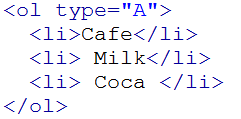 <ol type="A">
<li>Cafe</li>
<li> Milk</li>
<li> Coca </li>
</ol>